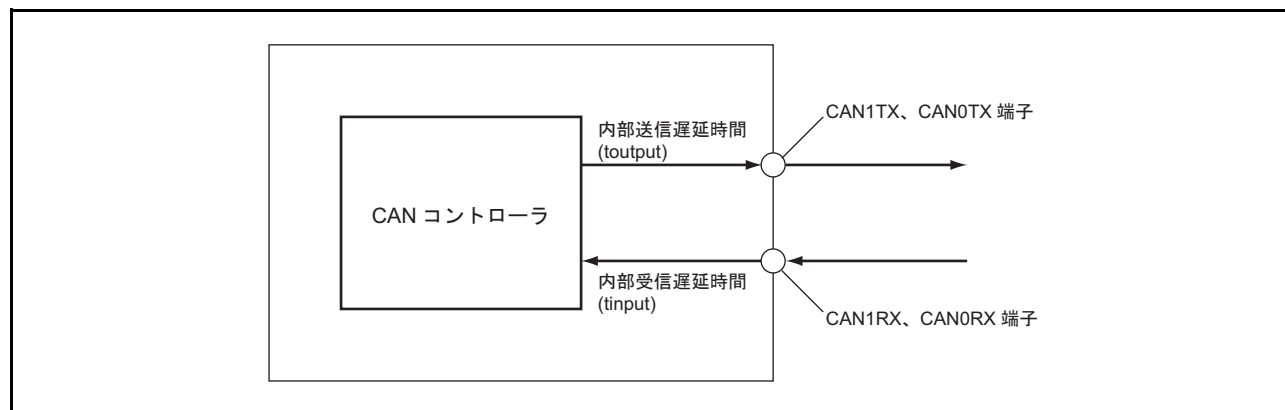 CAN1TX、CAN0TX 端子
内部送信遅延時間
(toutput)
CAN コントローラ
内部受信遅延時間
(tinput)
CAN1RX、CAN0RX 端子